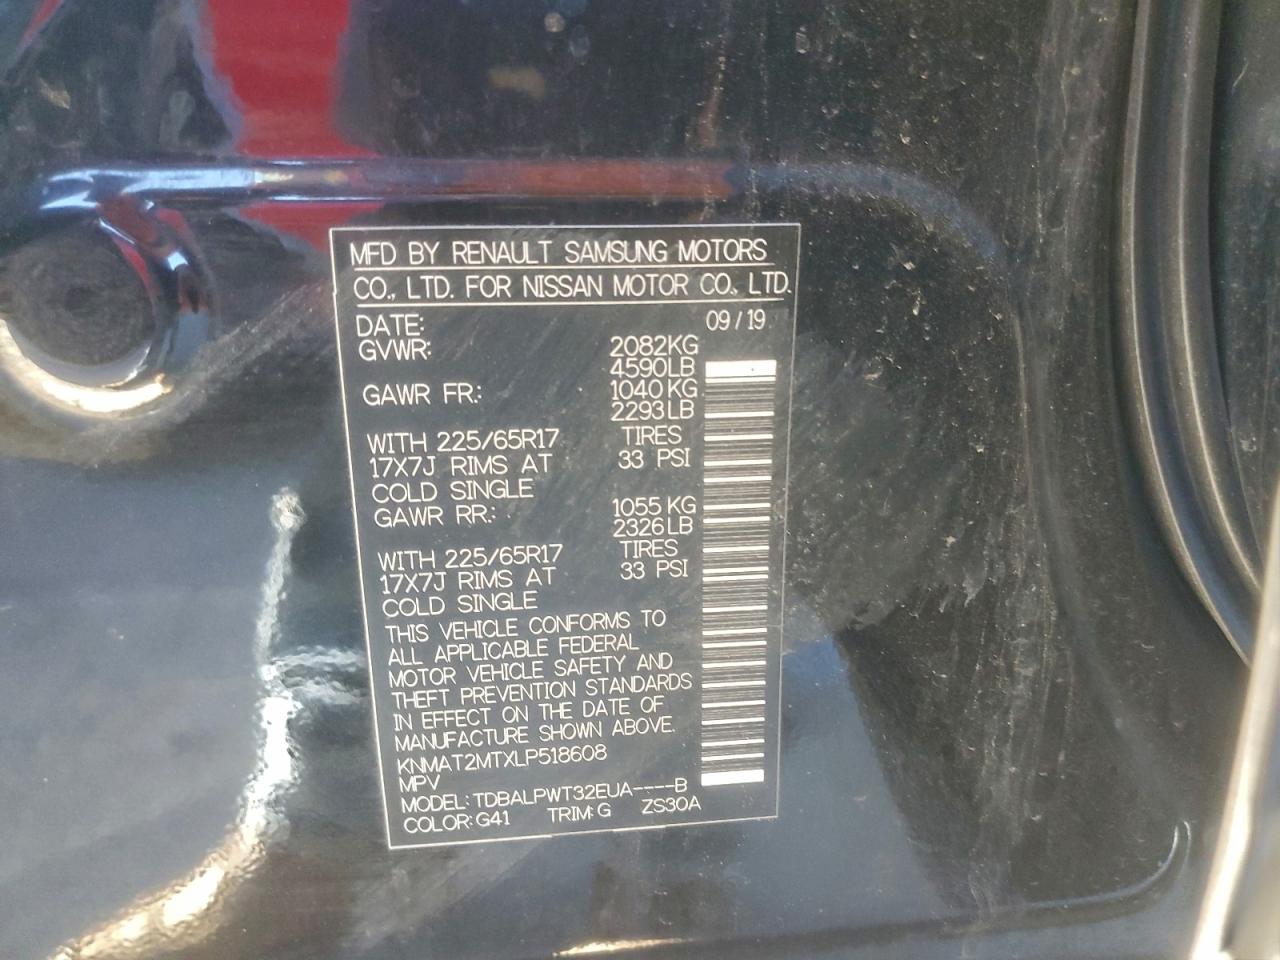 MFD BY RENAULT SAMSUNG MOTORS
CO., LTD. FOR NISSAN MOTOR CO., LTD.
DATE: 09/19
GVWR: 2082KG
4590LB
GAWR FR: 1040KG
2293LB
WITH 225/65R17 TIRES
17X7J RIMS AT 33 PSI
COLD SINGLE
GAWR RR: 1055KG
2326LB
WITH 225/65R17 TIRES
17X7J RIMS AT 33 PSI
COLD SINGLE
THIS VEHICLE CONFORMS TO
ALL APPLICABLE FEDERAL
MOTOR VEHICLE SAFETY AND
THEFT PREVENTION STANDARDS
IN EFFECT ON THE DATE OF
MANUFACTURE SHOWN ABOVE.
KNMAT2MTXLP518608
MPV
MODEL: TDBALPWT32EUA----B
COLOR: G41 TRIM: G ZS30A